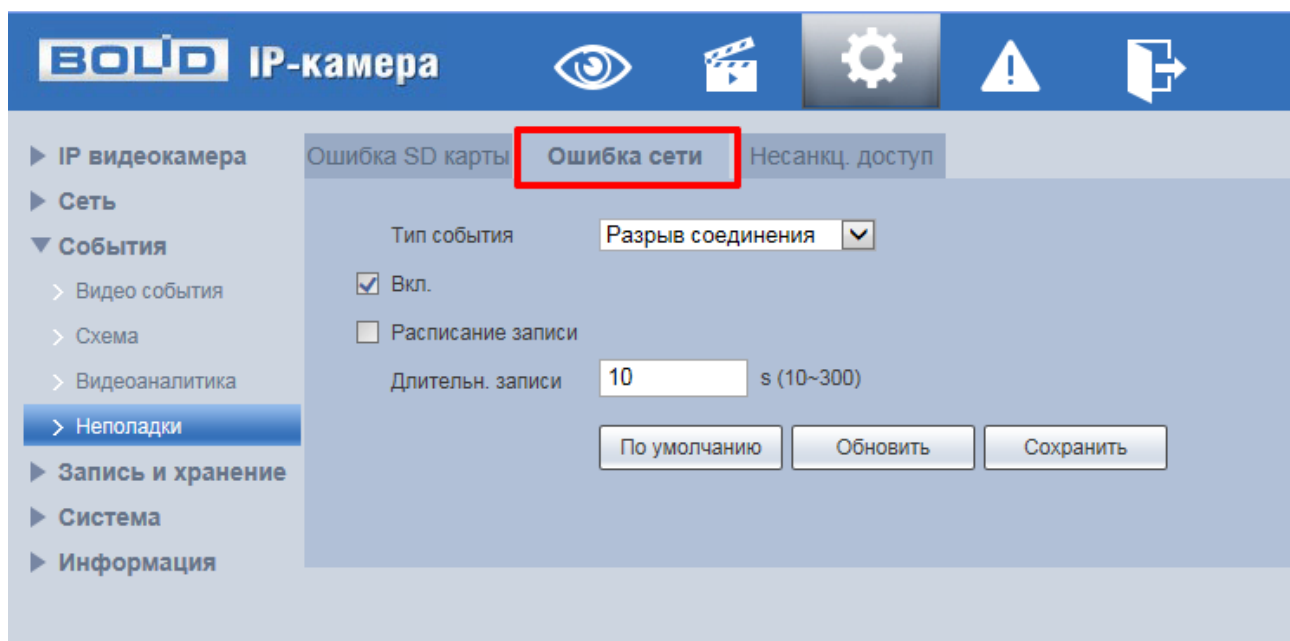 BOLID IP-камера
IP видеокамера
Сеть
События
Видео события
Схема
Видеоаналитика
Неполадки
Запись и хранение
Система
Информация
Ошибка SD карты Ошибка сети Несанкц. доступ
Тип события Разрыв соединения
Вкл.
Расписание записи
Длительн. записи 10 s (10~300)
По умолчанию Обновить Сохранить